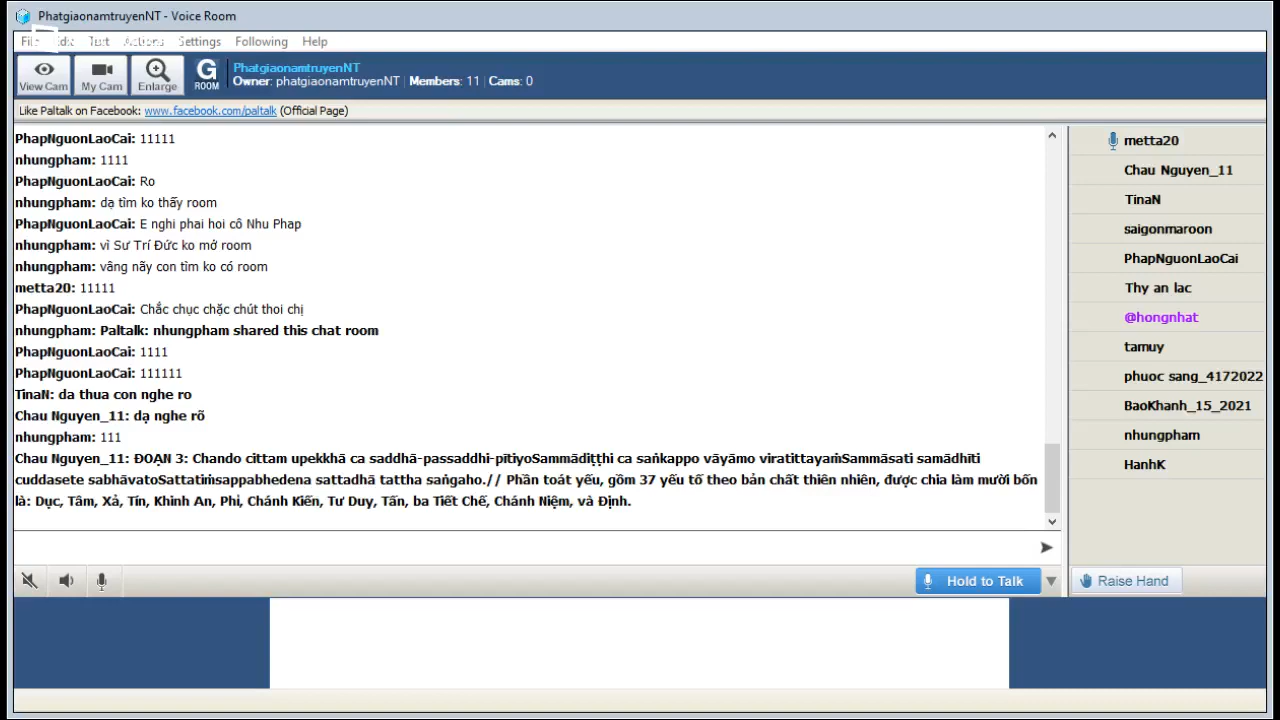 PhatgiaonamtruyenNT - Voice Room
Text Actions Settings Following Help
View Cam
My Cam
Enlarge
G ROOM
PhatgiaonamtruyenNT
Owner: phatgiaonamtruyenNT | Members: 11 | Cams: 0
Like Paltalk on Facebook: www.facebook.com/paltalk (Official Page)
PhapNguonLaoCai: 11111
nhungpham: 1111
PhapNguonLaoCai: Ro
nhungpham: dạ tìm ko thấy room
PhapNguonLaoCai: E nghi phai hoi cô Nhu Phap
nhungpham: vì Sư Trí Đức ko mở room
nhungpham: vâng nãy con tìm ko có room
metta20: 11111
PhapNguonLaoCai: Chắc chục chặc chút thoi chị
nhungpham: Paltalk: nhungpham shared this chat room
PhapNguonLaoCai: 1111
PhapNguonLaoCai: 111111
TinaN: da thua con nghe ro
Chau Nguyen_11: dạ nghe rõ
nhungpham: 111
Chau Nguyen_11: ĐOẠN 3: Chando cittam upekkhā ca saddhā-passaddhi-pītiyoSammādiṭṭhi ca saṅkappo vāyāmo viratittayaṁSammāsati samādhīti
cuddasete sabhāvatoSattatiṁsappabhedena sattadhā tattha saṅgaho.// Phần toát yếu, gồm 37 yếu tố theo bản chất thiên nhiên, được chia làm mười bốn
là: Dục, Tâm, Xả, Tín, Khinh An, Phỉ, Chánh Kiến, Tư Duy, Tấn, ba Tiết Chế, Chánh Niệm, và Định.
metta20
Chau Nguyen_11
TinaN
saigonmaroon
PhapNguonLaoCai
Thy an lac
@hongnhat
tamuy
phuoc sang_4172022
BaoKhanh_15_2021
nhungpham
HanhK
Hold to Talk
Raise Hand